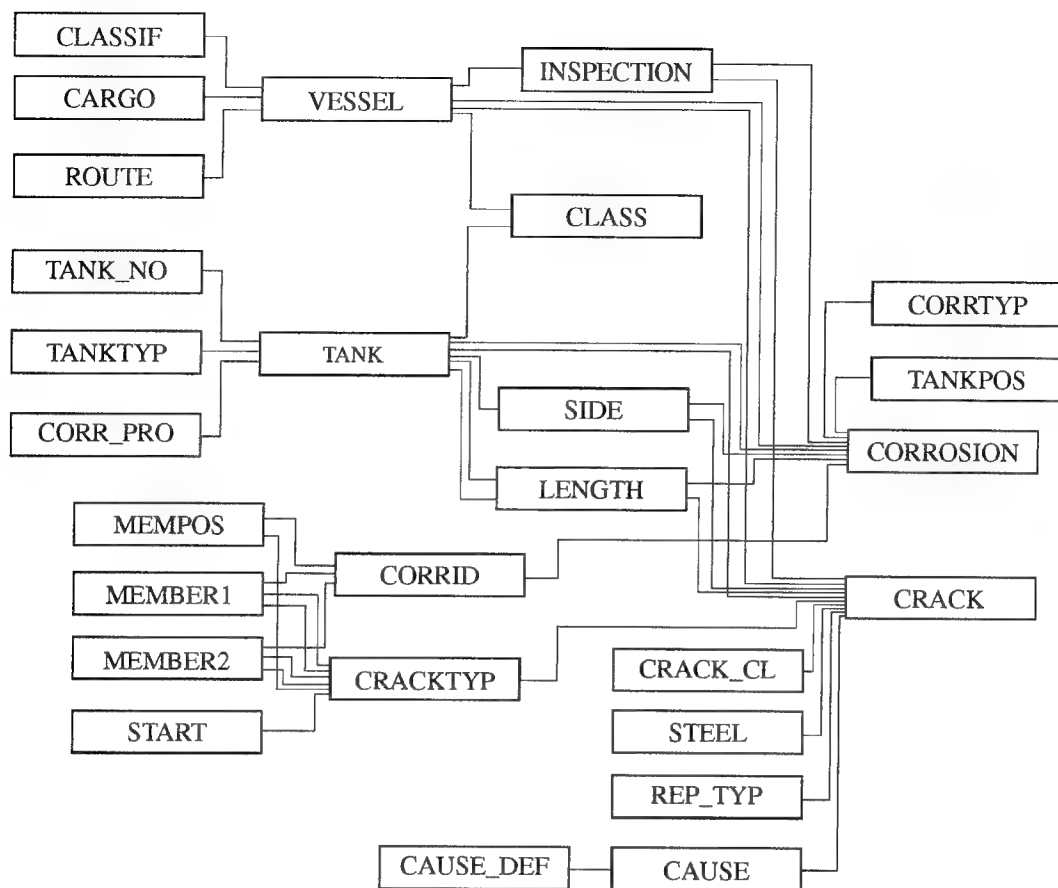 CLASSIF
CARGO
ROUTE
VESSEL
INSPECTION
CLASS
TANK_NO
TANKTYP
CORR_PRO
TANK
SIDE
LENGTH
CORRTYP
TANKPOS
CORROSION
MEMPOS
MEMBER1
MEMBER2
START
CORRID
CRACKTYP
CRACK
CRACK_CL
STEEL
REP_TYP
CAUSE_DEF
CAUSE